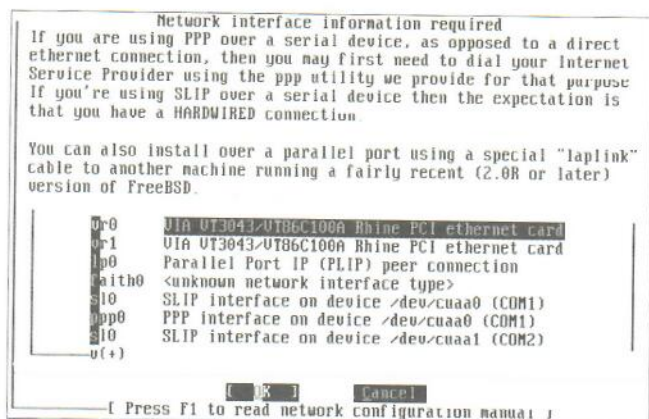 Network interface information required
If you are using PPP over a serial device, as opposed to a direct
ethernet connection, then you may first need to dial your Internet
Service Provider using the ppp utility we provide for that purpose
If you're using SLIP over a serial device then the expectation is
that you have a HARDWIRED connection.
You can also install over a parallel port using a special "laplink"
cable to another machine running a fairly recent (2.0R or later)
version of FreeBSD.
vr0 VIA VT3043/VT86C100A Rhine PCI ethernet card
vr1 VIA VT3043/VT86C100A Rhine PCI ethernet card
lp0 Parallel Port IP (PLIP) peer connection
faith0 <unknown network interface type>
sl0 SLIP interface on device /dev/cuaa0 (COM1)
ppp0 PPP interface on device /dev/cuaa0 (COM1)
sl0 SLIP interface on device /dev/cuaa1 (COM2)
v(+)
[ OK ] Cancel
[ Press F1 to read network configuration manual ]